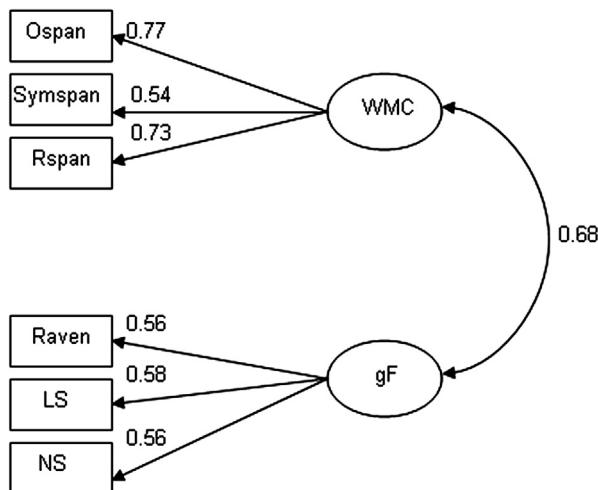 Ospan
0.77
Symspan
0.54
WMC
0.73
Rspan
0.68
Raven
0.56
0.58
gF
LS
0.56
NS